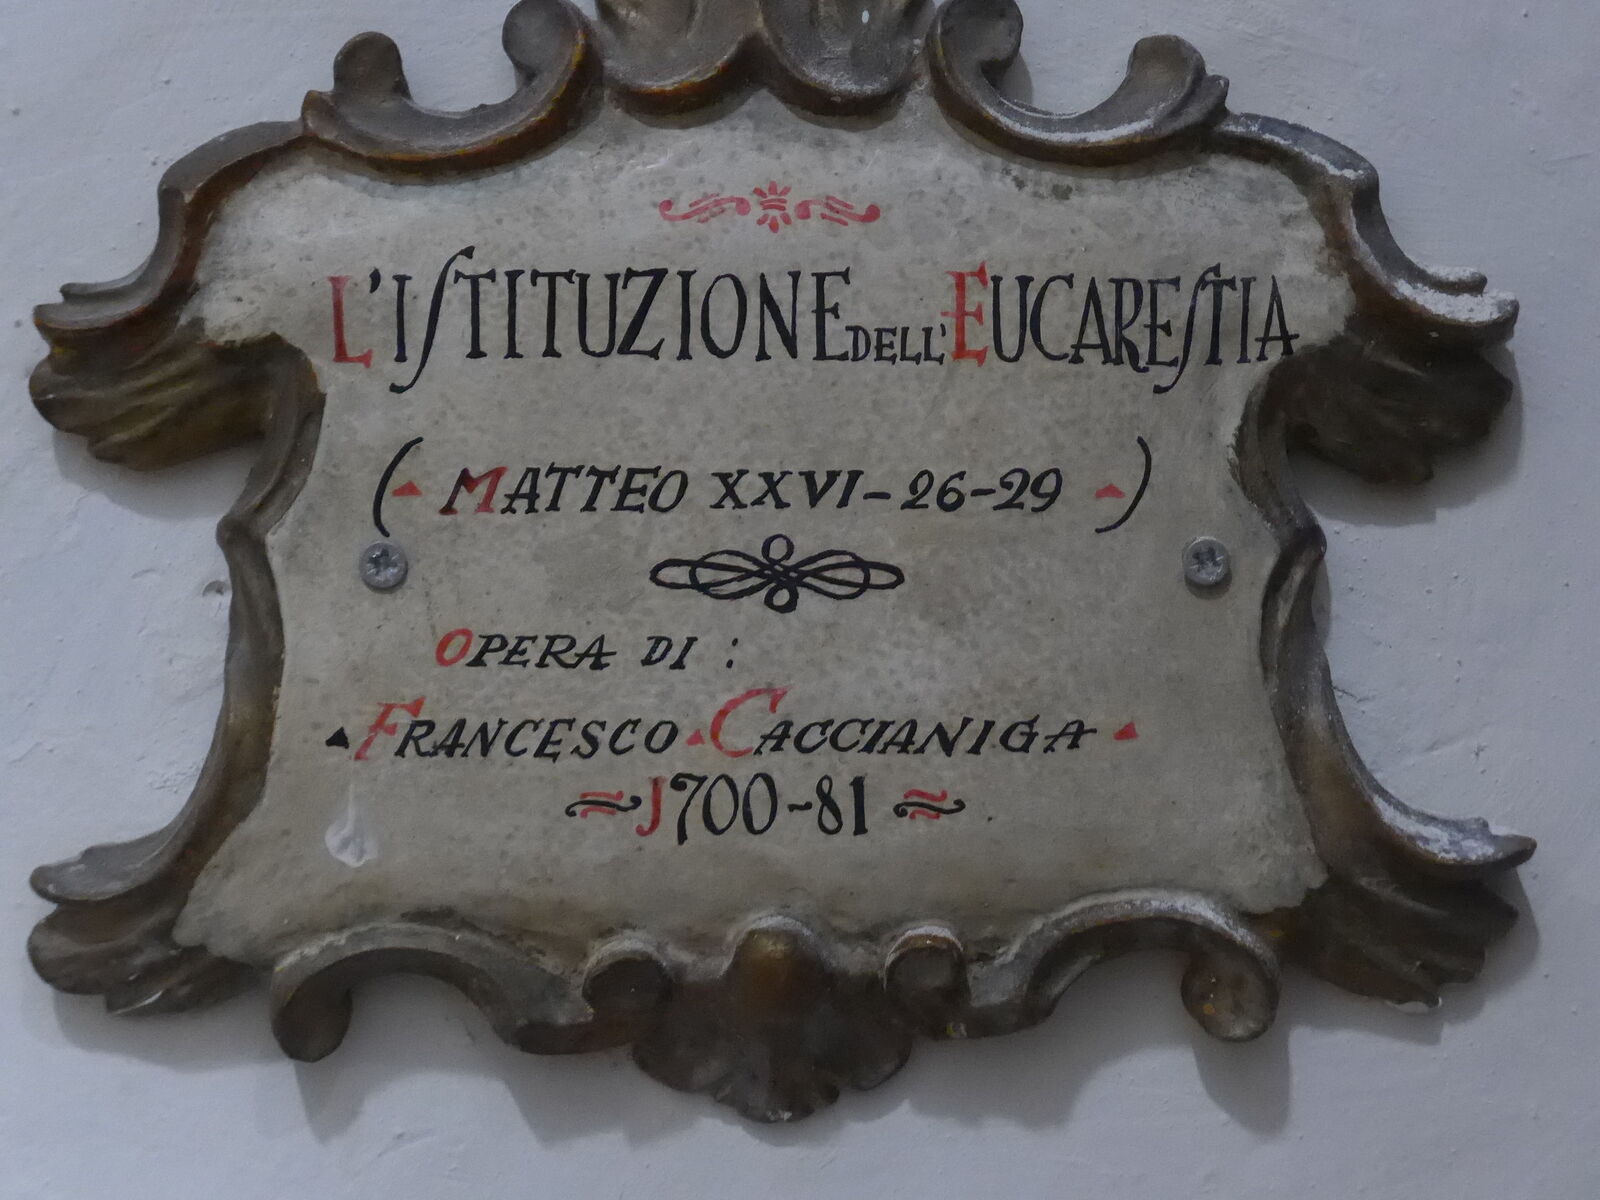 L'ISTITUZIONE DELL'EUCARESTIA
(MATTEO XXVI-26-29)
OPERA DI :
FRANCESCO CACCIANIGA
1700-81